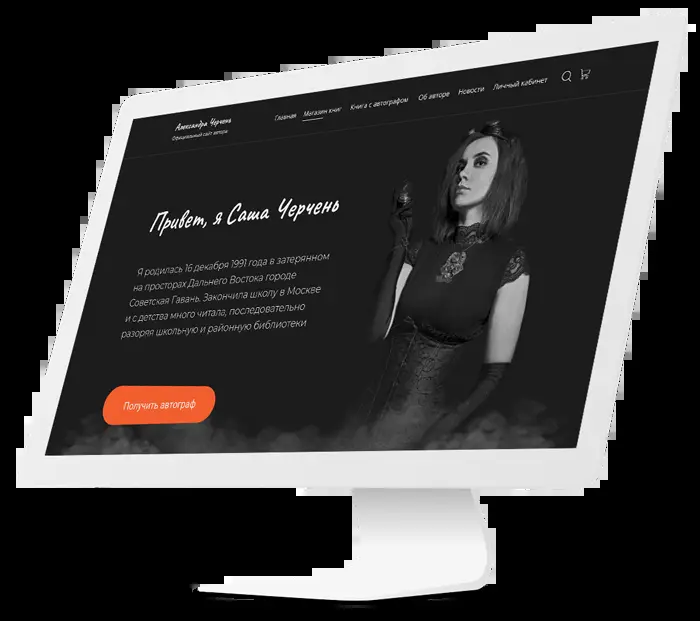 Александра Черчень
Официальный сайт автора
Главная Магазин книг Книга с автографом Об авторе Новости Личный кабинет
Привет, я Саша Черчень
Я родилась 16 декабря 1991 года в затерянном
на просторах Дальнего Востока городе
Советская Гавань. Закончила школу в Москве
и с детства много читала, последовательно
разоряя школьную и районную библиотеки
Получить автограф